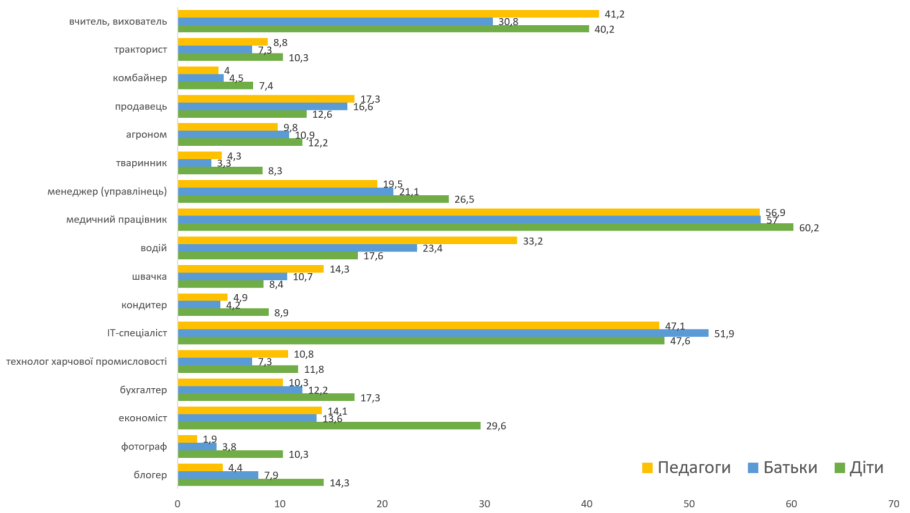 вчитель, вихователь
41,2
30,8
40,2
тракторист
8,8
7,3
10,3
комбайнер
4
4,5
7,4
продавець
17,3
16,6
12,6
агроном
9,8
10,9
12,2
тваринник
4,3
3,3
8,3
менеджер (управлінець)
19,5
21,1
26,5
медичний працівник
56,9
57
60,2
водій
33,2
23,4
17,6
швачка
14,3
10,7
8,4
кондитер
4,9
4,2
8,9
ІТ-спеціаліст
47,1
51,9
47,6
технолог харчової промисловості
10,8
7,3
11,8
бухгалтер
10,3
12,2
17,3
економіст
14,1
13,6
29,6
фотограф
1,9
3,8
10,3
блогер
4,4
7,9
14,3
Педагоги Батьки Діти
0 10 20 30 40 50 60 70